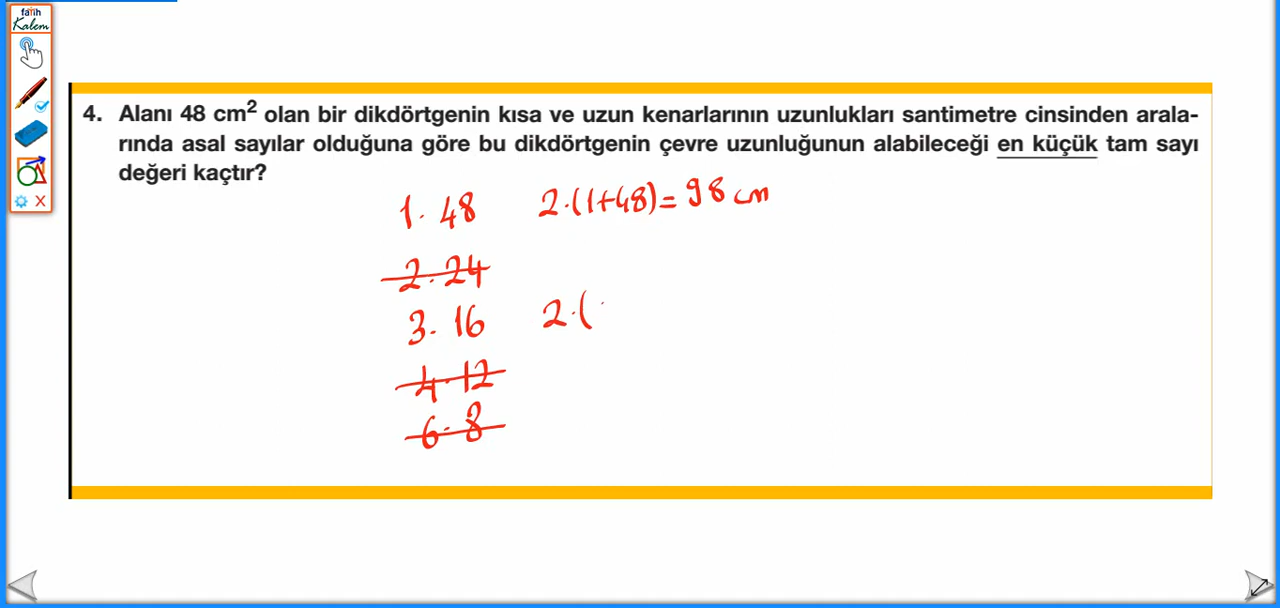 fatih
Kalem
4. Alanı 48 cm² olan bir dikdörtgenin kısa ve uzun kenarlarının uzunlukları santimetre cinsinden arala-
rında asal sayılar olduğuna göre bu dikdörtgenin çevre uzunluğunun alabileceği en küçük tam sayı
değeri kaçtır?
1. 48 2.(1+48)= 98 cm
2. 24
3. 16 2.(
4. 12
6. 8